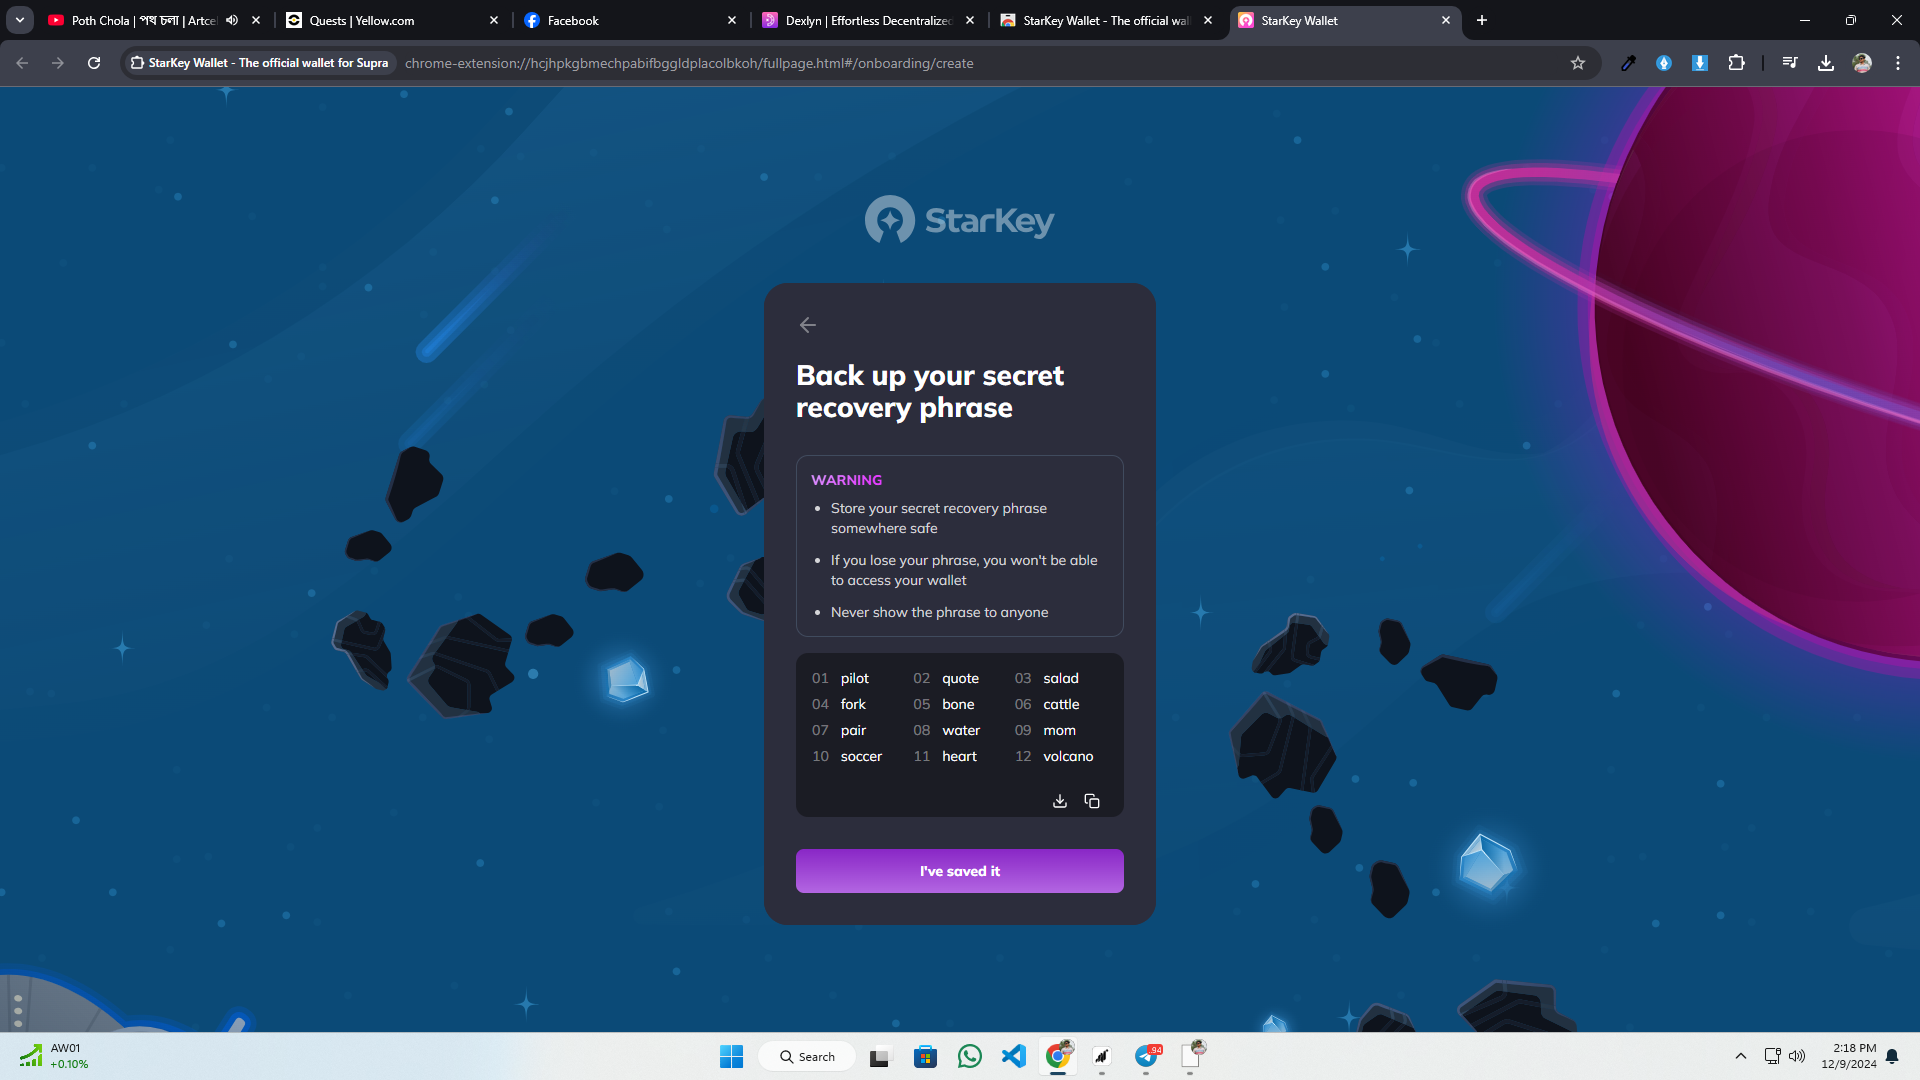 Poth Chola | পথ চলা | Artcel
Quests | Yellow.com
Facebook
Dexlyn | Effortless Decentralized
StarKey Wallet - The official wall
StarKey Wallet
StarKey Wallet - The official wallet for Supra
chrome-extension://hcjhpkgbmechpabifbggldplacolbkoh/fullpage.html#/onboarding/create
StarKey
Back up your secret
recovery phrase
WARNING
• Store your secret recovery phrase
somewhere safe
• If you lose your phrase, you won't be able
to access your wallet
• Never show the phrase to anyone
01 pilot 02 quote 03 salad
04 fork 05 bone 06 cattle
07 pair 08 water 09 mom
10 soccer 11 heart 12 volcano
I've saved it
AW01
+0.10%
Search
94
2:18 PM
12/9/2024